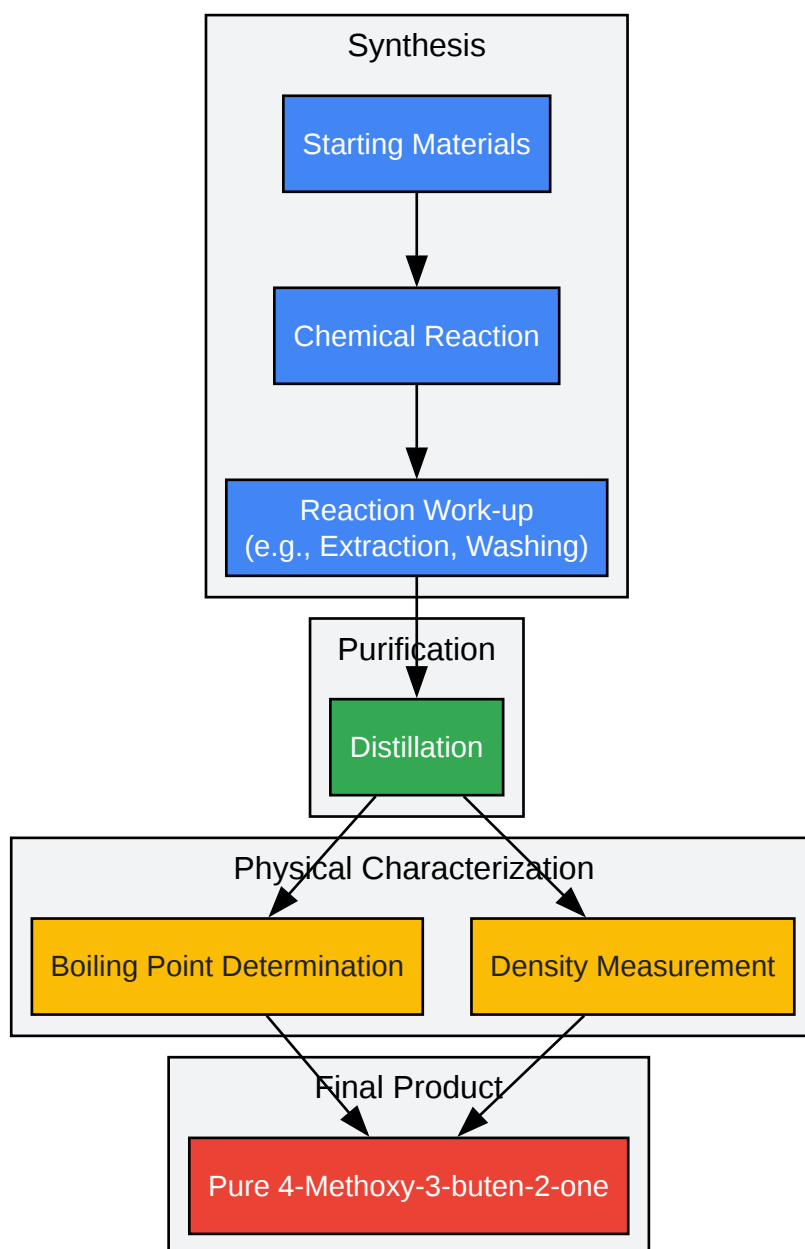 Synthesis
Starting Materials
Chemical Reaction
Reaction Work-up
(e.g., Extraction, Washing)
Purification
Distillation
Physical Characterization
Boiling Point Determination
Density Measurement
Final Product
Pure 4-Methoxy-3-buten-2-one